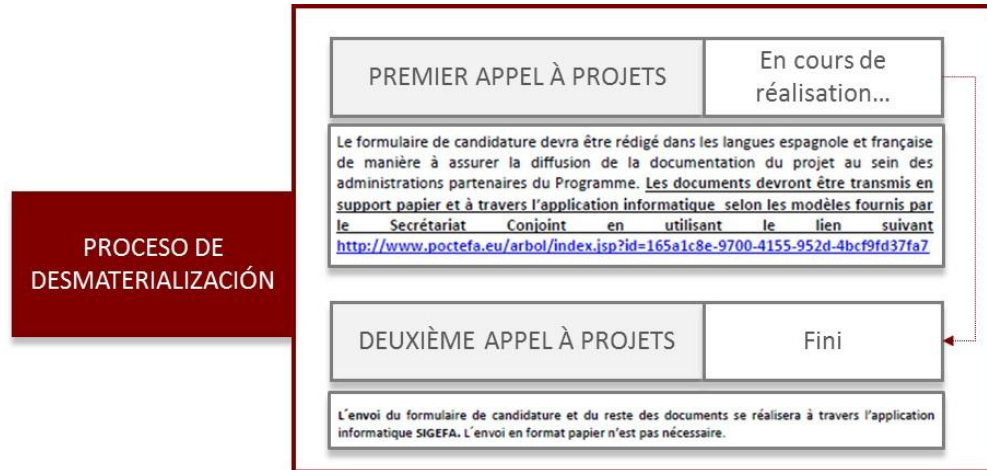 PROCESO DE
DESMATERIALIZACIÓN
PREMIER APPEL À PROJETS
En cours de
réalisation...
Le formulaire de candidature devra être rédigé dans les langues espagnole et française
de manière à assurer la diffusion de la documentation du projet au sein des
administrations partenaires du Programme. Les documents devront être transmis en
support papier et à travers l'application informatique selon les modèles fournis par
le Secrétariat Conjoint en utilisant le lien suivant
http://www.poctefa.eu/arbol/index.jsp?id=165a1c8e-9700-4155-952d-4bcf9fd37fa7
DEUXIÈME APPEL À PROJETS
Fini
L´envoi du formulaire de candidature et du reste des documents se réalisera à travers l'application
informatique SIGEFA. L´envoi en format papier n'est pas nécessaire.